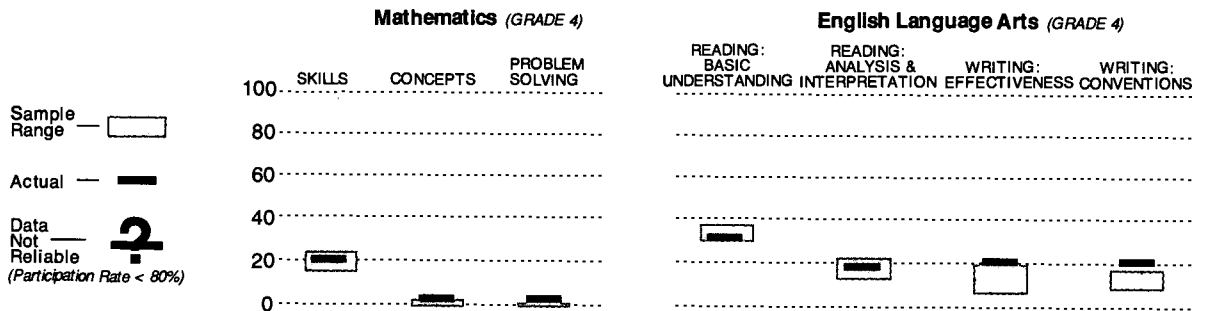 Mathematics (GRADE 4)
English Language Arts (GRADE 4)
SKILLS
CONCEPTS
PROBLEM
SOLVING
READING:
BASIC
UNDERSTANDING
READING:
ANALYSIS &
INTERPRETATION
WRITING:
EFFECTIVENESS
WRITING:
CONVENTIONS
100
80
60
40
20
0
Sample
Range
Actual
Data
Not
Reliable
?
(Participation Rate < 80%)